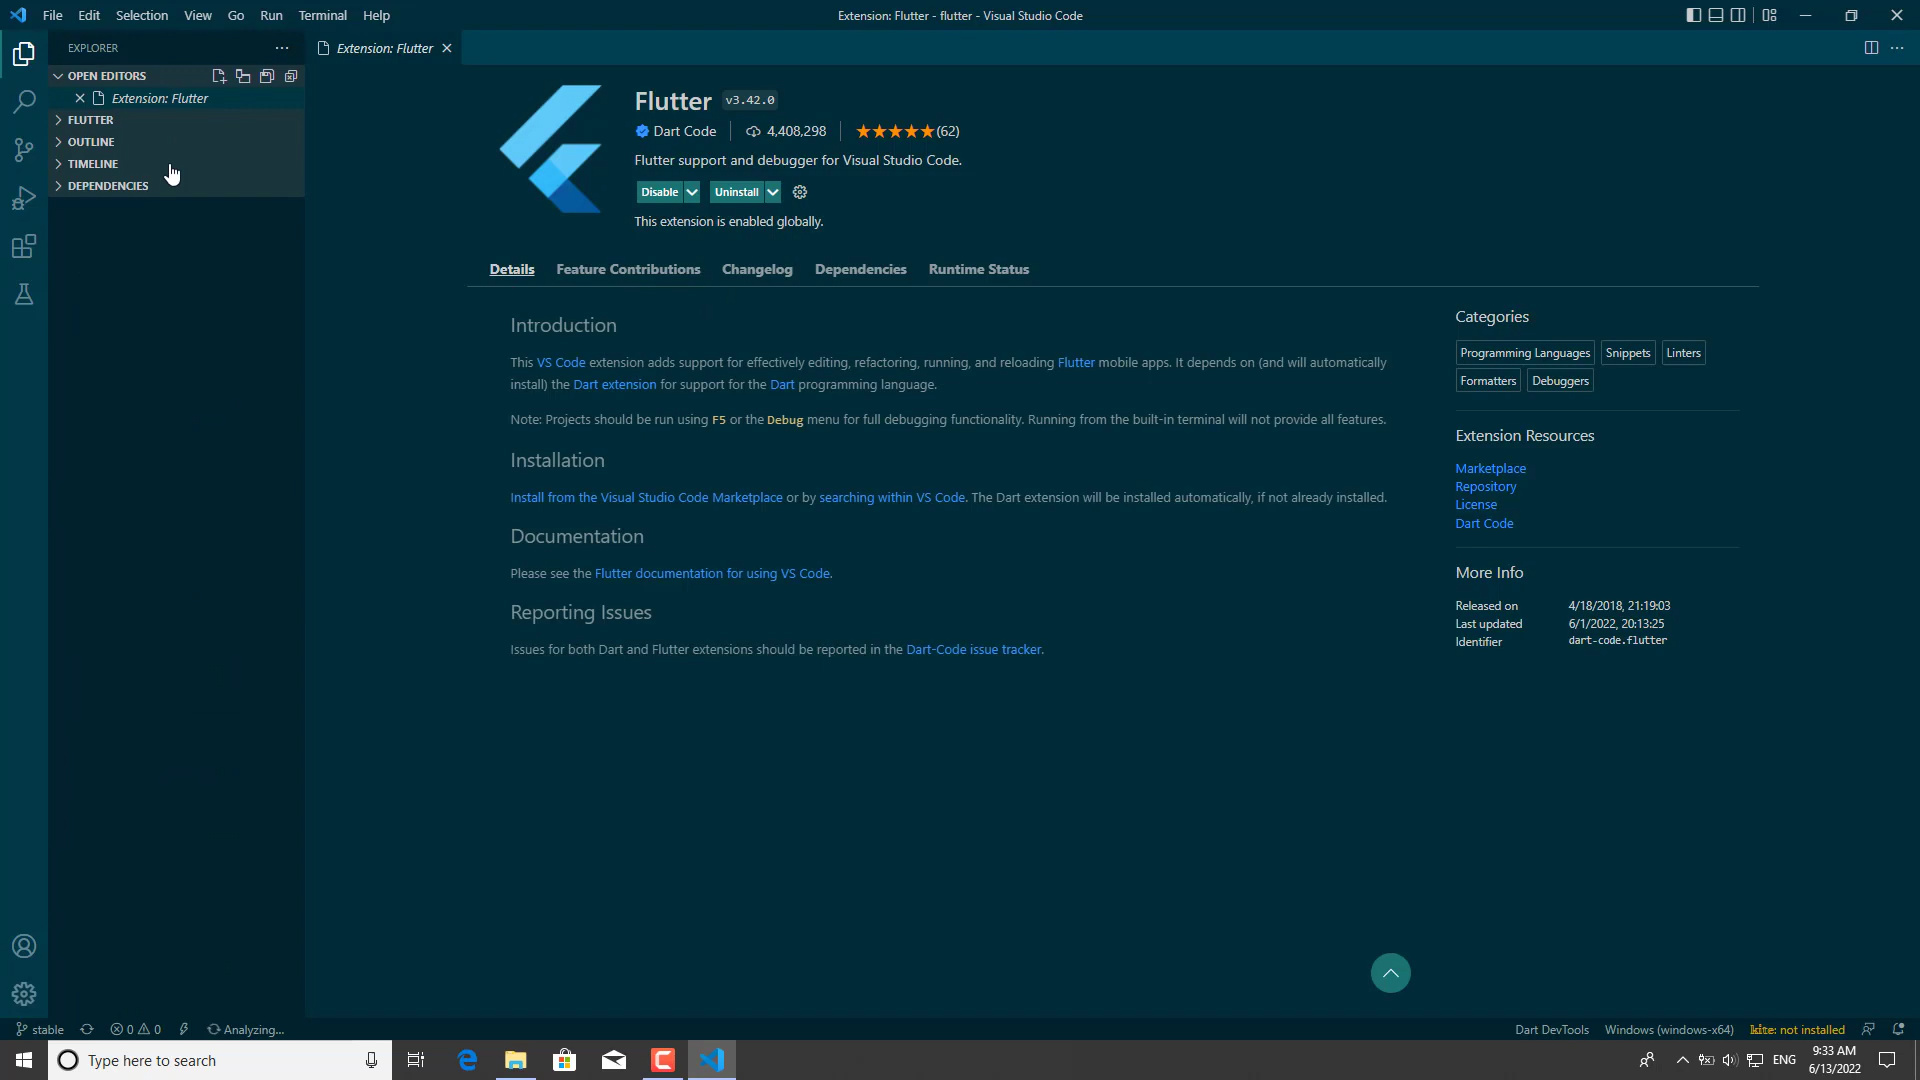 File Edit Selection View Go Run Terminal Help
Extension: Flutter - flutter - Visual Studio Code
EXPLORER
OPEN EDITORS
Extension: Flutter
FLUTTER
OUTLINE
TIMELINE
DEPENDENCIES
Extension: Flutter
Flutter v3.42.0
Dart Code 4,408,298 (62)
Flutter support and debugger for Visual Studio Code.
Disable Uninstall
This extension is enabled globally.
Details Feature Contributions Changelog Dependencies Runtime Status
Introduction
This VS Code extension adds support for effectively editing, refactoring, running, and reloading Flutter mobile apps. It depends on (and will automatically
install) the Dart extension for support for the Dart programming language.
Note: Projects should be run using F5 or the Debug menu for full debugging functionality. Running from the built-in terminal will not provide all features.
Installation
Install from the Visual Studio Code Marketplace or by searching within VS Code. The Dart extension will be installed automatically, if not already installed.
Documentation
Please see the Flutter documentation for using VS Code.
Reporting Issues
Issues for both Dart and Flutter extensions should be reported in the Dart-Code issue tracker.
Categories
Programming Languages Snippets Linters
Formatters Debuggers
Extension Resources
Marketplace
Repository
License
Dart Code
More Info
Released on 4/18/2018, 21:19:03
Last updated 6/1/2022, 20:13:25
Identifier dart-code.flutter
stable 0 0 Analyzing...
Dart DevTools Windows (windows-x64) kite: not installed
Type here to search
ENG
9:33 AM
6/13/2022